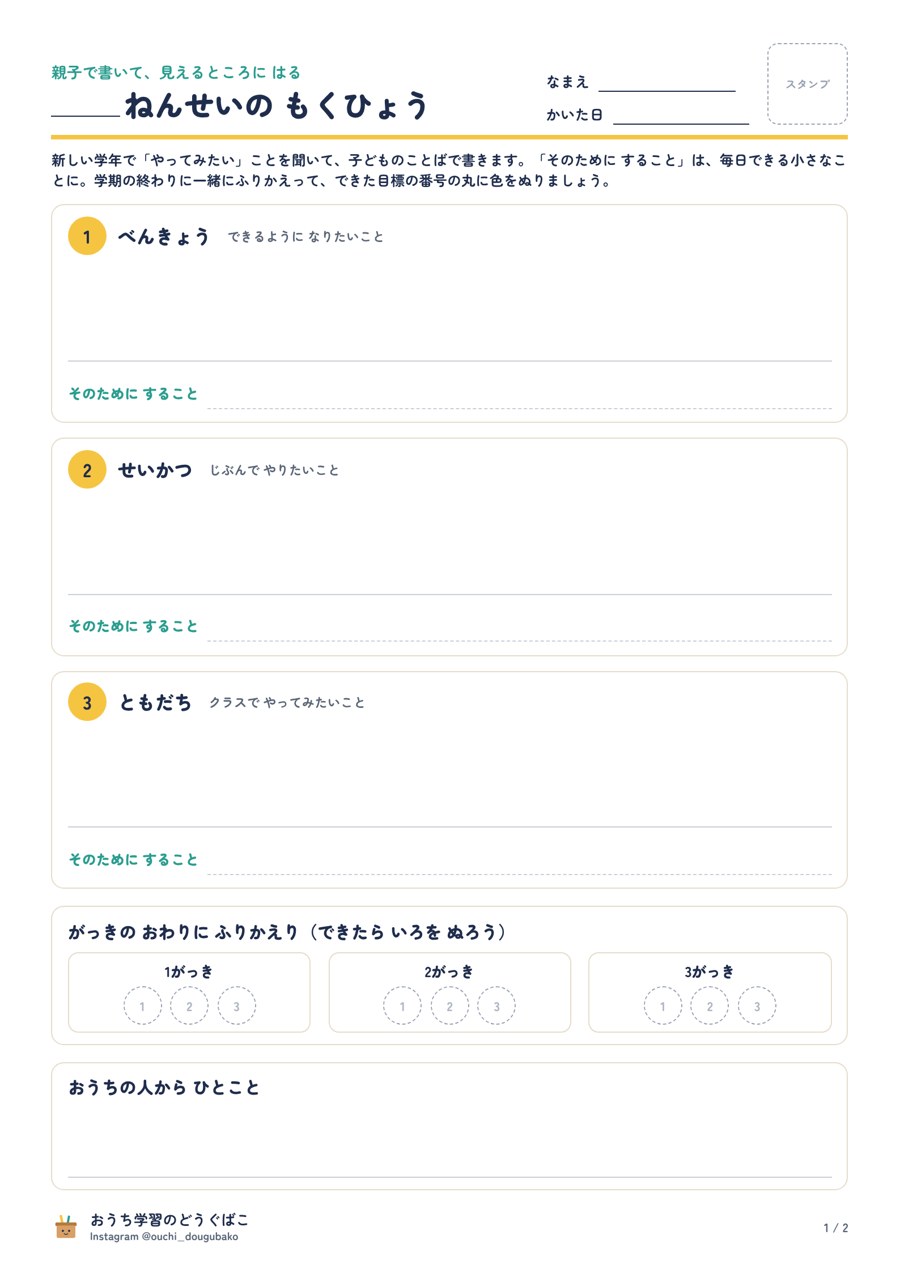 親子で書いて、見えるところに はる
ねんせいの もくひょう
なまえ
かいた日
スタンプ
新しい学年で「やってみたい」ことを聞いて、子どものことばで書きます。「そのために すること」は、毎日できる小さなこ
とに。学期の終わりに一緒にふりかえって、できた目標の番号の丸に色をぬりましょう。
1 べんきょう できるように なりたいこと
そのために すること
2 せいかつ じぶんで やりたいこと
そのために すること
3 ともだち クラスで やってみたいこと
そのために すること
がっきの おわりに ふりかえり（できたら いろを ぬろう）
1がっき 2がっき 3がっき
1 2 3 1 2 3 1 2 3
おうちの人から ひとこと
おうち学習のどうぐばこ
Instagram @ouchi_dougubako
1 / 2